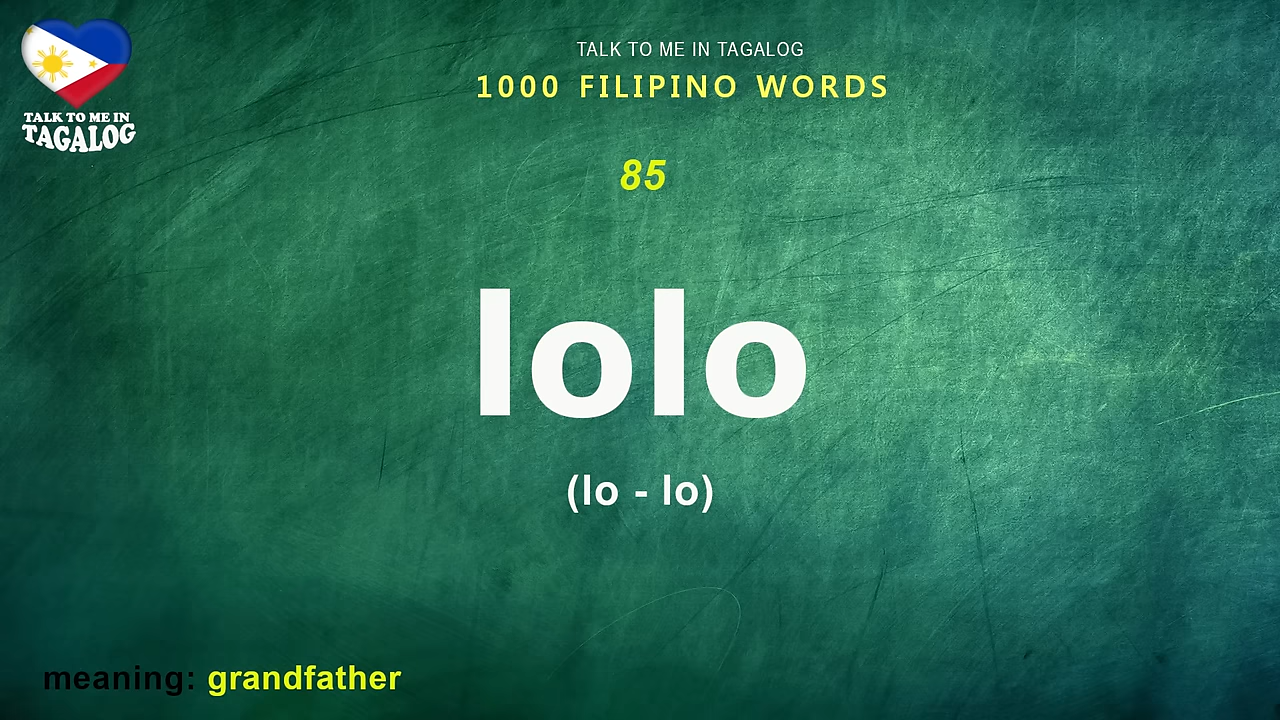 TALK TO ME IN
TAGALOG
TALK TO ME IN TAGALOG
1000 FILIPINO WORDS
85
lolo
(lo - lo)
meaning: grandfather